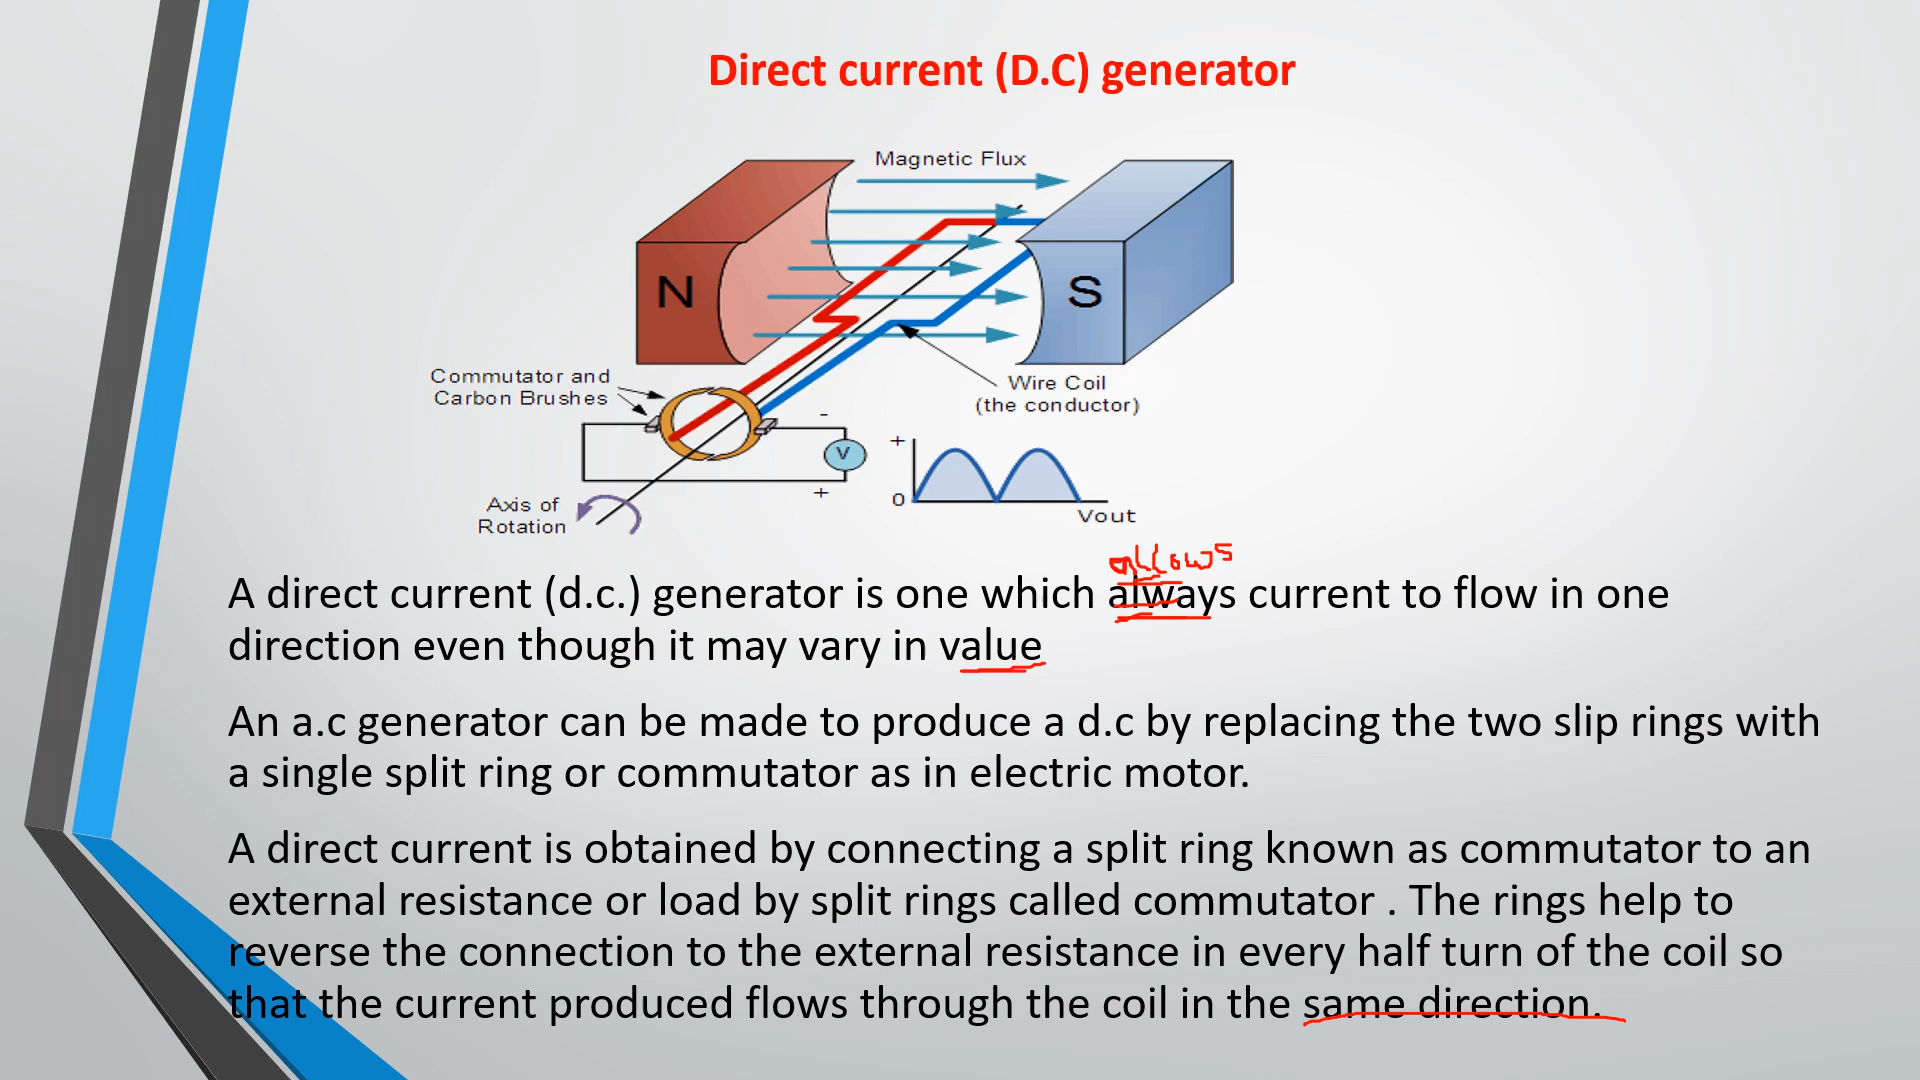 Direct current (D.C) generator
Magnetic Flux
N
S
Commutator and
Carbon Brushes
Wire Coil
(the conductor)
-
V
+
+
0
Vout
Axis of
Rotation
allows
A direct current (d.c.) generator is one which always current to flow in one
direction even though it may vary in value
An a.c generator can be made to produce a d.c by replacing the two slip rings with
a single split ring or commutator as in electric motor.
A direct current is obtained by connecting a split ring known as commutator to an
external resistance or load by split rings called commutator . The rings help to
reverse the connection to the external resistance in every half turn of the coil so
that the current produced flows through the coil in the same direction.